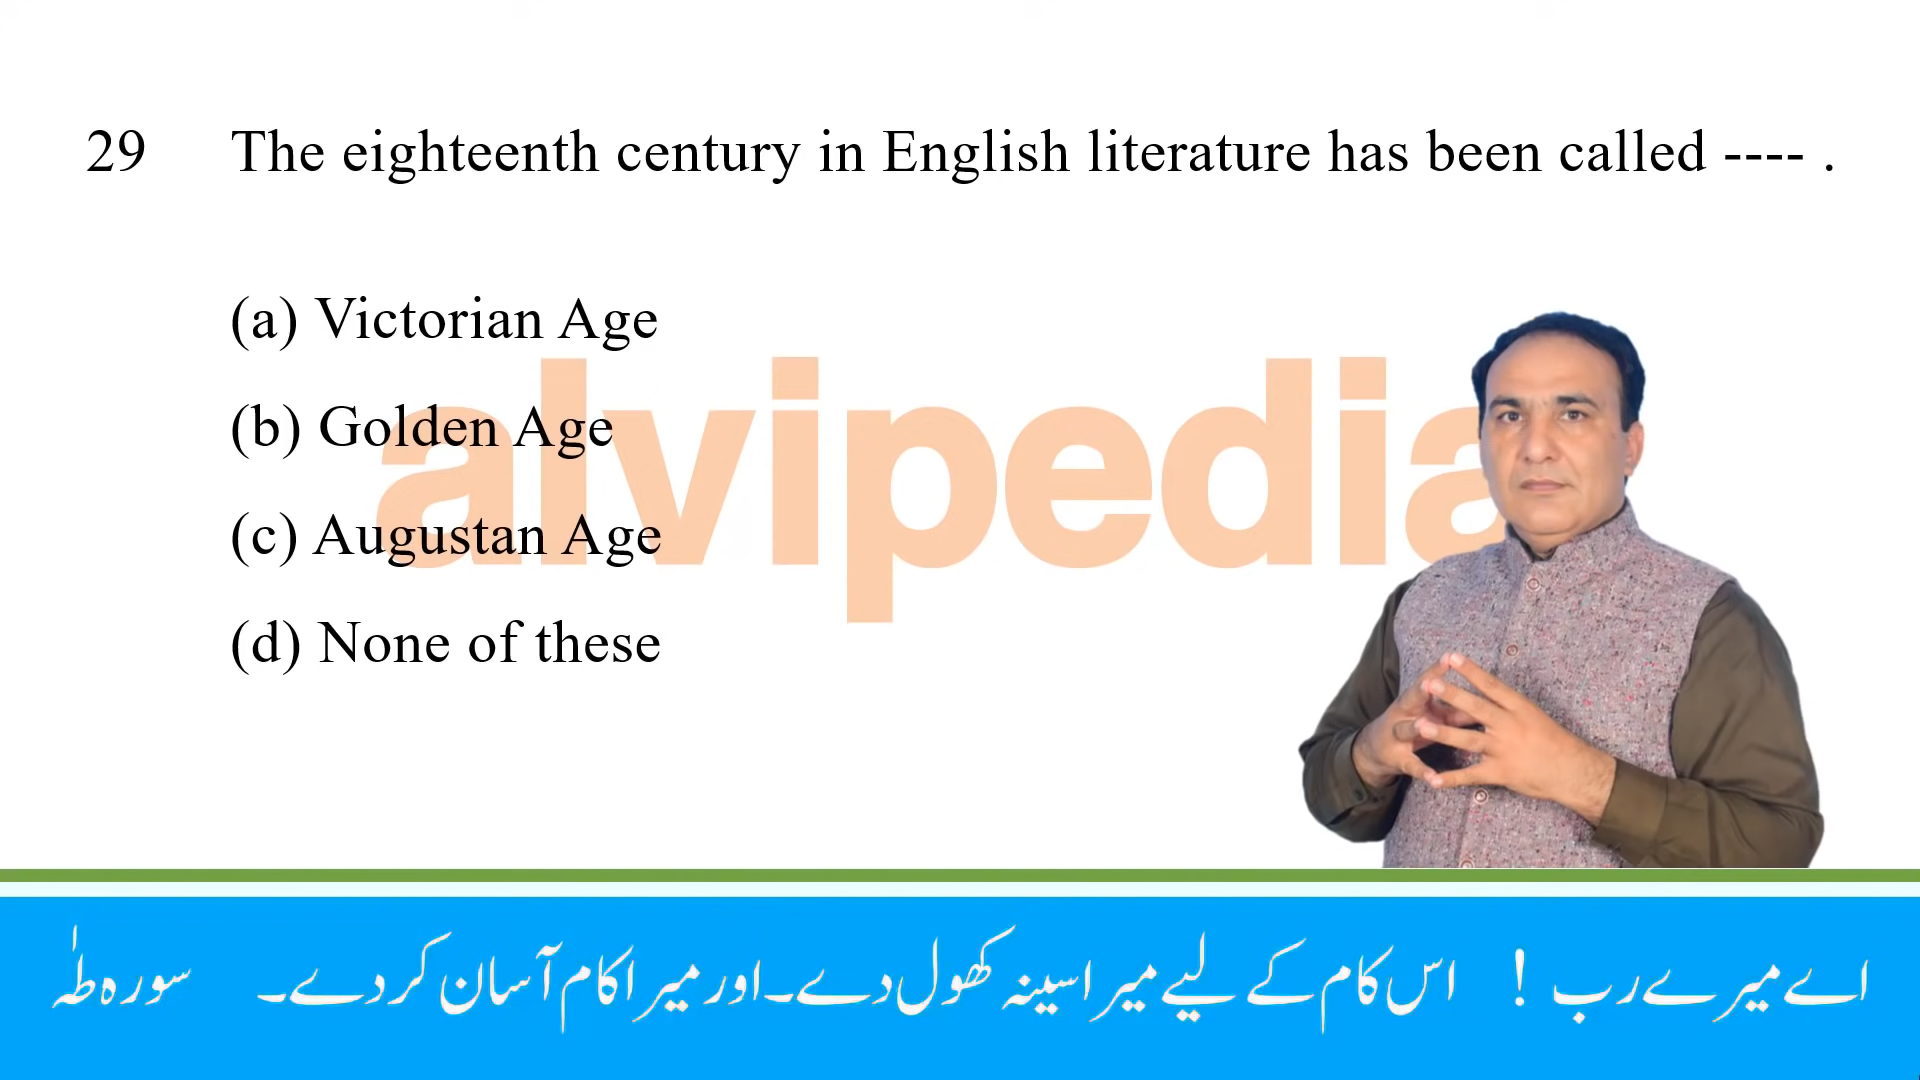 29 The eighteenth century in English literature has been called ---- .
(a) Victorian Age
(b) Golden Age
(c) Augustan Age
(d) None of these
alvipedia
اے میرے رب ! اس کام کے لیے میرا سینہ کھول دے۔ اور میرا کام آسان کر دے۔ سورہ طہٰ